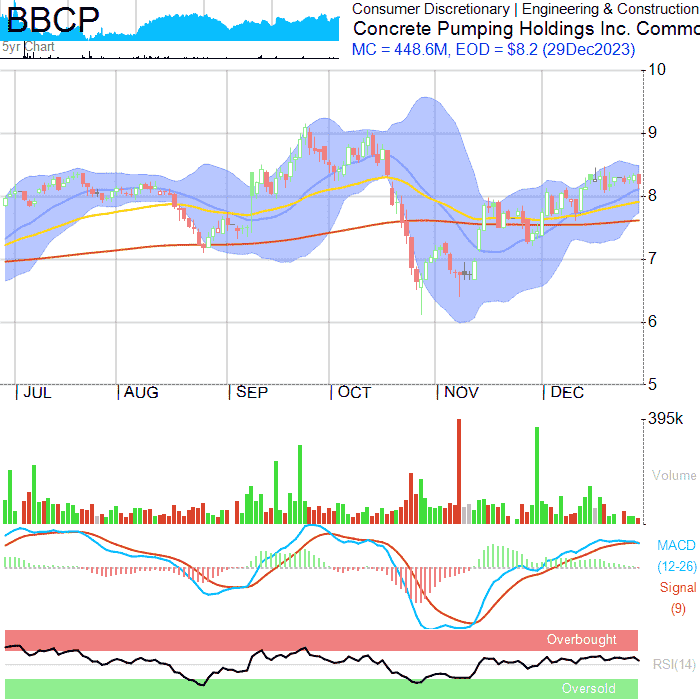 BBCP
5yr Chart
Consumer Discretionary | Engineering & Construction
Concrete Pumping Holdings Inc. Commo
MC = 448.6M, EOD = $8.2 (29Dec2023)
10
9
8
7
6
5
JUL AUG SEP OCT NOV DEC
395k
Volume
MACD
(12-26)
Signal
(9)
Overbought
RSI(14)
Oversold